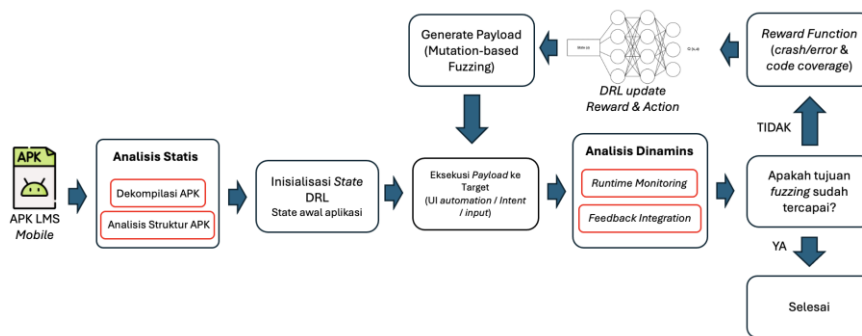 APK
APK LMS
Mobile
Analisis Statis
Dekompilasi APK
Analisis Struktur APK
Inisialisasi State
DRL
State awal aplikasi
Generate Payload
(Mutation-based
Fuzzing)
Eksekusi Payload ke
Target
(UI automation / Intent
/ input)
DRL update
Reward & Action
Analisis Dinamins
Runtime Monitoring
Feedback Integration
Reward Function
(crash/error &
code coverage)
TIDAK
Apakah tujuan
fuzzing sudah
tercapai?
YA
Selesai